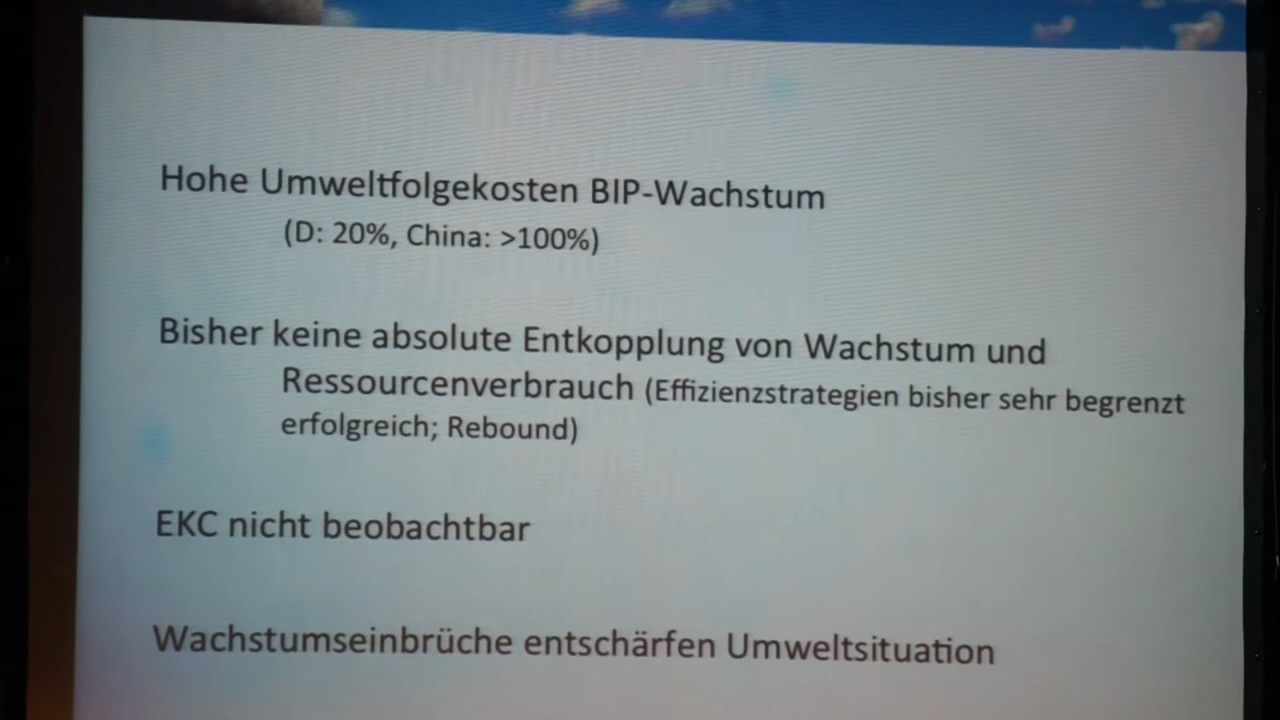 Hohe Umweltfolgekosten BIP-Wachstum
(D: 20%, China: >100%)
Bisher keine absolute Entkopplung von Wachstum und
Ressourcenverbrauch (Effizienzstrategien bisher sehr begrenzt
erfolgreich; Rebound)
EKC nicht beobachtbar
Wachstumseinbrüche entschärfen Umweltsituation